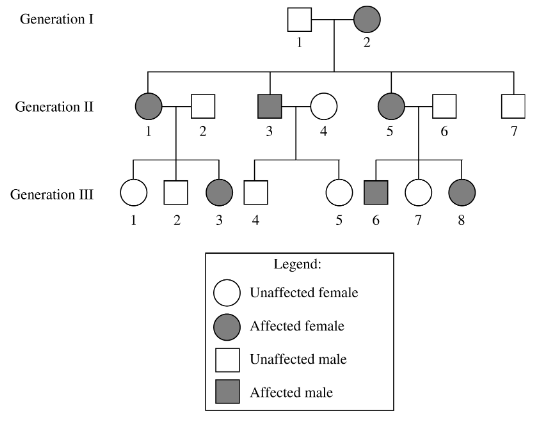 Generation I
1
2
Generation II
1 2 3 4 5 6 7
Generation III
1 2 3 4 5 6 7 8
Legend:
Unaffected female
Affected female
Unaffected male
Affected male